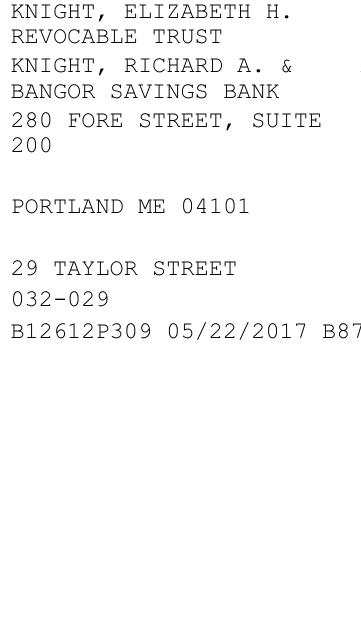 KNIGHT, ELIZABETH H.
REVOCABLE TRUST
KNIGHT, RICHARD A. &
BANGOR SAVINGS BANK
280 FORE STREET, SUITE
200
PORTLAND ME 04101
29 TAYLOR STREET
032-029
B12612P309 05/22/2017 B87